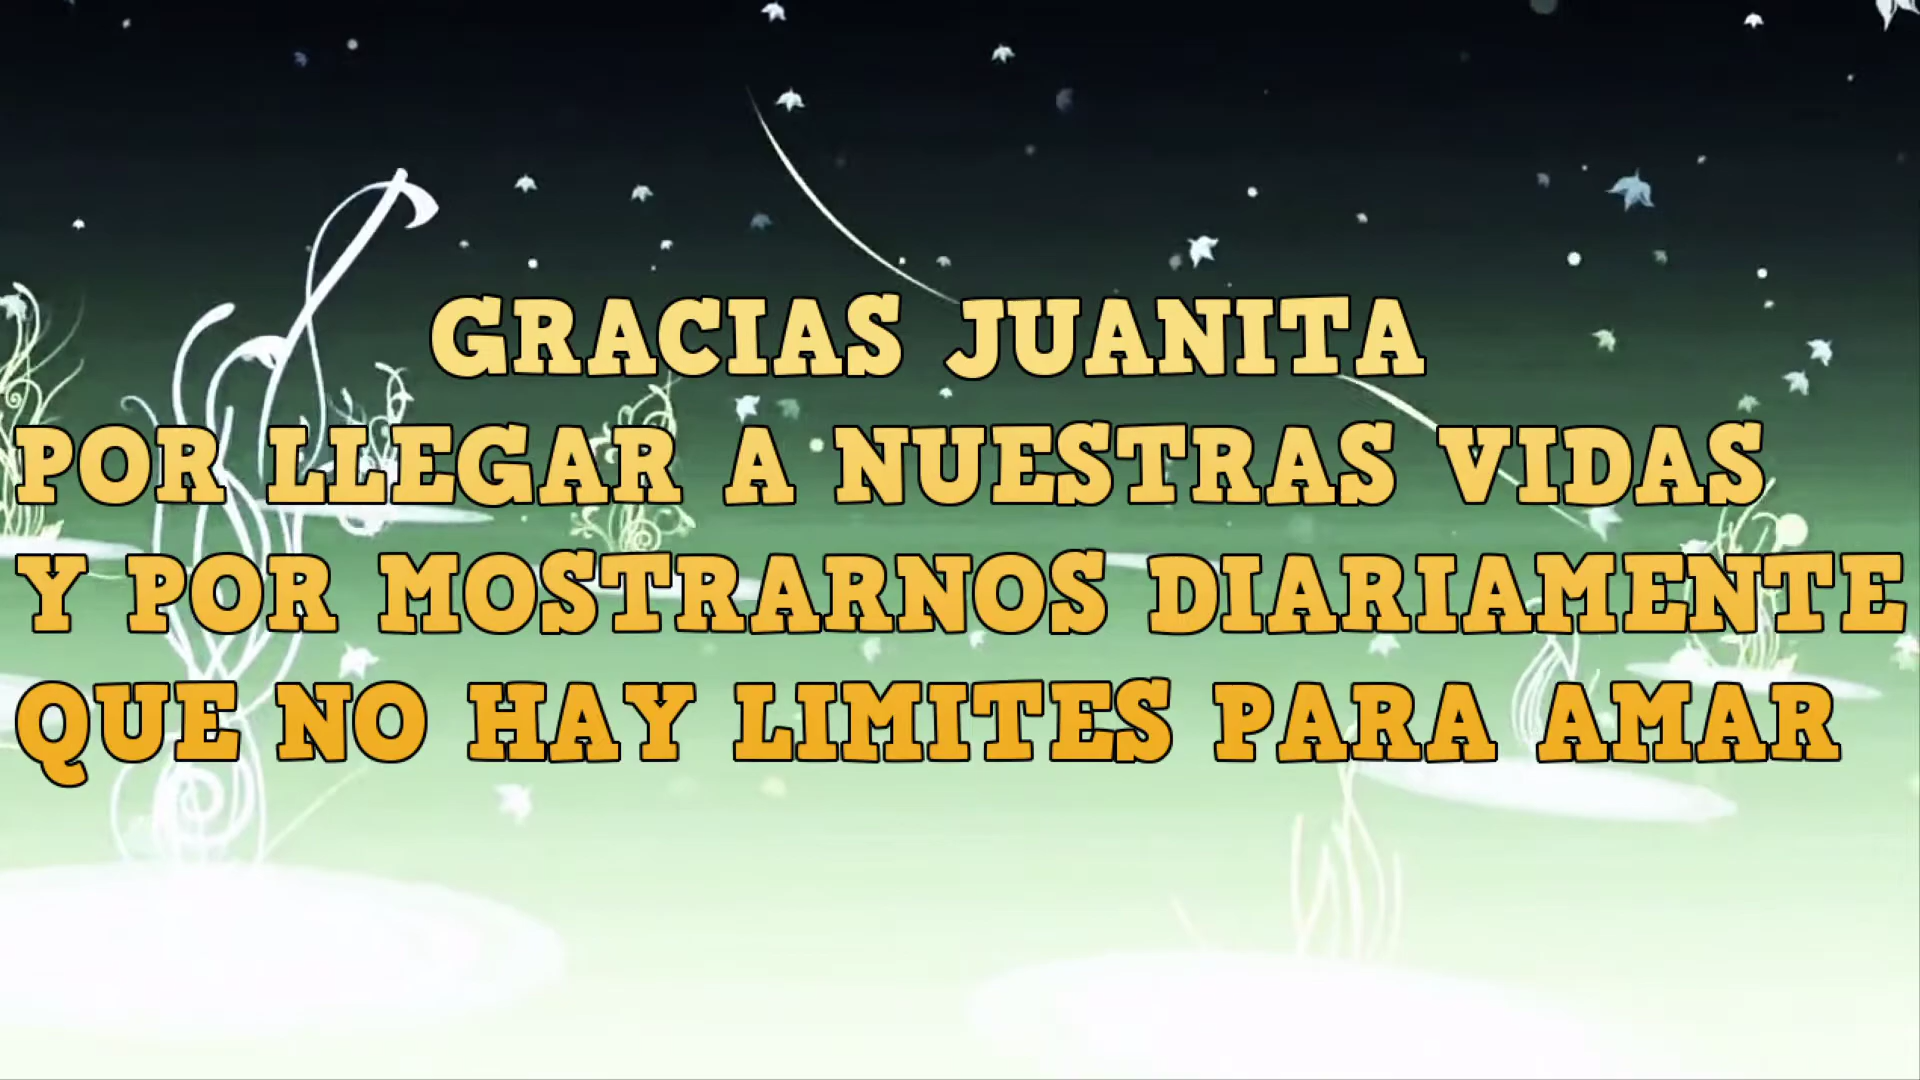 GRACIAS JUANITA
POR LLEGAR A NUESTRAS VIDAS
Y POR MOSTRARNOS DIARIAMENTE
QUE NO HAY LIMITES PARA AMAR